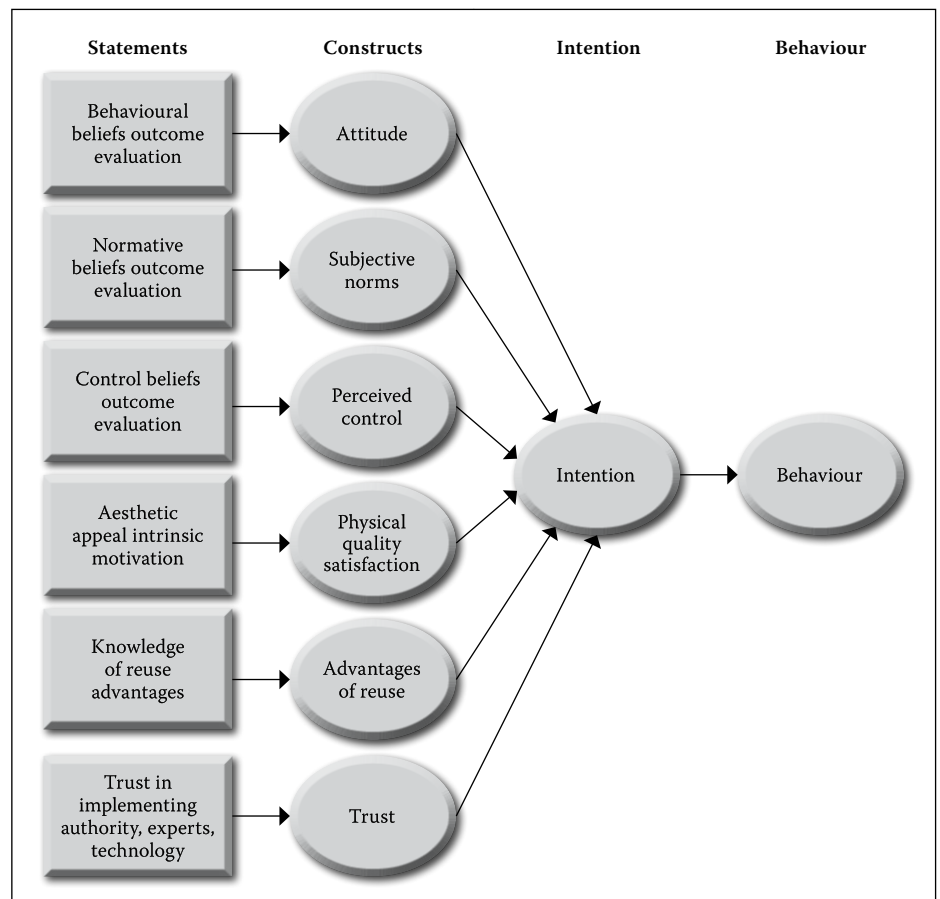 Statements
Constructs
Intention
Behaviour
Behavioural
beliefs outcome
evaluation
Attitude
Normative
beliefs outcome
evaluation
Subjective
norms
Control beliefs
outcome
evaluation
Perceived
control
Intention
Behaviour
Aesthetic
appeal intrinsic
motivation
Physical
quality
satisfaction
Knowledge
of reuse
advantages
Advantages
of reuse
Trust in
implementing
authority, experts,
technology
Trust